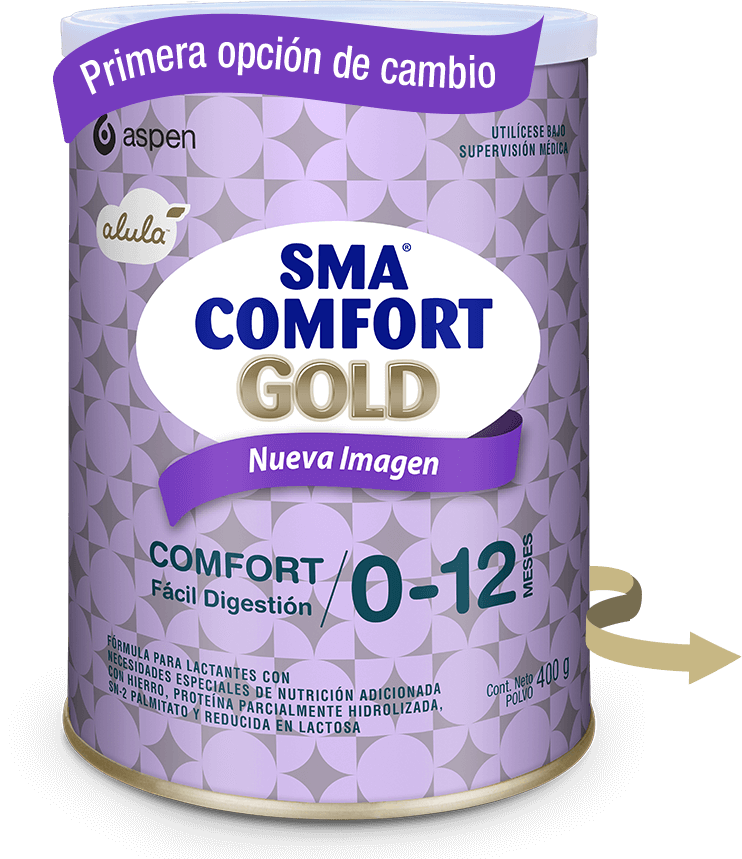 Primera opción de cambio
aspen
UTILÍCESE BAJO
SUPERVISIÓN MÉDICA
alula
SMA®
COMFORT
GOLD
Nueva Imagen
COMFORT
Fácil Digestión
0-12
MESES
FÓRMULA PARA LACTANTES CON
NECESIDADES ESPECIALES DE NUTRICIÓN ADICIONADA
CON HIERRO, PROTEÍNA PARCIALMENTE HIDROLIZADA,
SN-2 PALMITATO Y REDUCIDA EN LACTOSA
Cont. Neto 400 g
POLVO